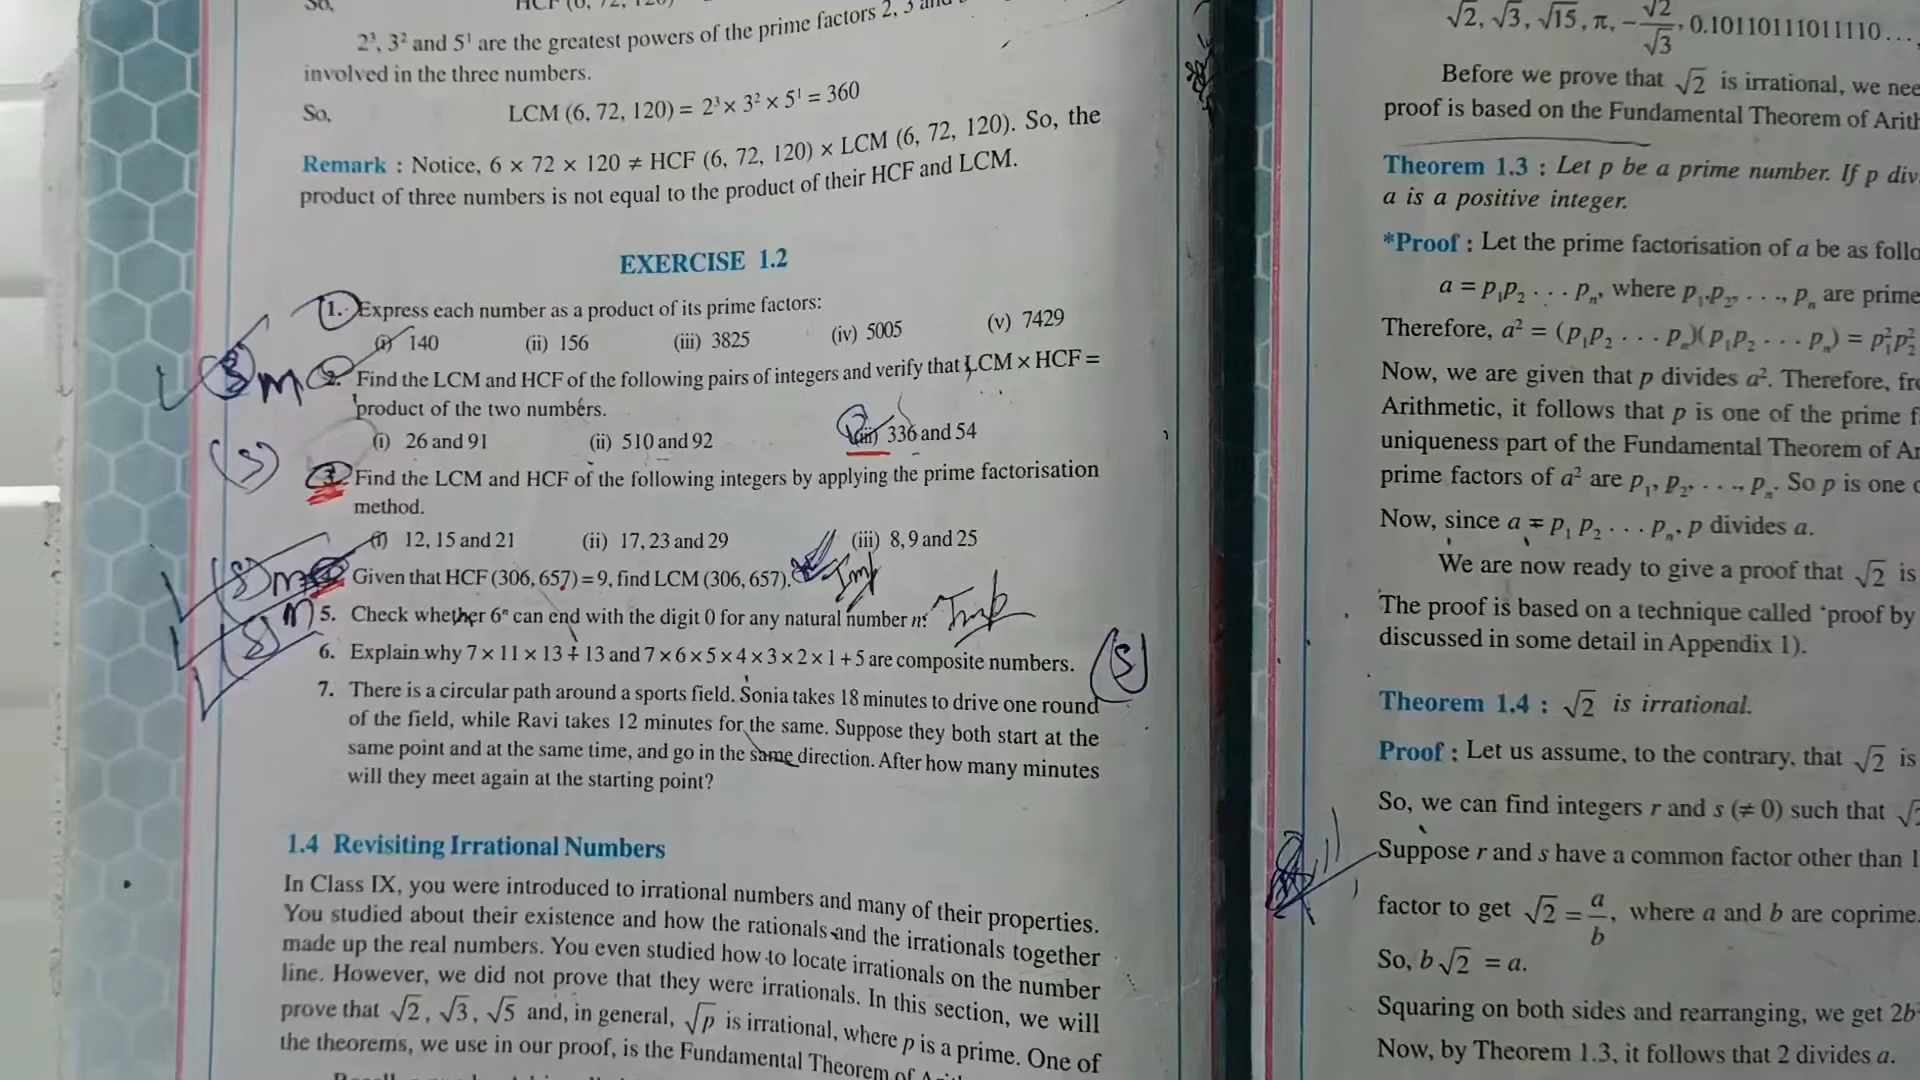 So,
2³, 3² and 5¹ are the greatest powers of the prime factors 2, 3 and
involved in the three numbers.
So, LCM (6, 72, 120) = 2³ × 3² × 5¹ = 360
Remark : Notice, 6 × 72 × 120 ≠ HCF (6, 72, 120) × LCM (6, 72, 120). So, the
product of three numbers is not equal to the product of their HCF and LCM.
EXERCISE 1.2
1. Express each number as a product of its prime factors:
(i) 140 (ii) 156 (iii) 3825 (iv) 5005 (v) 7429
2. Find the LCM and HCF of the following pairs of integers and verify that LCM × HCF =
product of the two numbers.
(i) 26 and 91 (ii) 510 and 92 (iii) 336 and 54
(S)
3. Find the LCM and HCF of the following integers by applying the prime factorisation
method.
(i) 12, 15 and 21 (ii) 17, 23 and 29 (iii) 8, 9 and 25
Given that HCF (306, 657) = 9, find LCM (306, 657). Imp
5. Check whether 6ⁿ can end with the digit 0 for any natural number n. Imp
6. Explain why 7 × 11 × 13 + 13 and 7 × 6 × 5 × 4 × 3 × 2 × 1 + 5 are composite numbers. (S)
7. There is a circular path around a sports field. Sonia takes 18 minutes to drive one round
of the field, while Ravi takes 12 minutes for the same. Suppose they both start at the
same point and at the same time, and go in the same direction. After how many minutes
will they meet again at the starting point?
1.4 Revisiting Irrational Numbers
In Class IX, you were introduced to irrational numbers and many of their properties.
You studied about their existence and how the rationals and the irrationals together
made up the real numbers. You even studied how to locate irrationals on the number
line. However, we did not prove that they were irrationals. In this section, we will
prove that √2, √3, √5 and, in general, √p is irrational, where p is a prime. One of
the theorems, we use in our proof, is the Fundamental Theorem of
√2, √3, √15, π, −√2/√3, 0.10110111011110...,
Before we prove that √2 is irrational, we nee
proof is based on the Fundamental Theorem of Arith
Theorem 1.3 : Let p be a prime number. If p div
a is a positive integer.
*Proof : Let the prime factorisation of a be as follo
a = p₁p₂ . . . pₙ, where p₁,p₂, . . ., pₙ are prime
Therefore, a² = (p₁p₂ . . . pₙ)(p₁p₂ . . . pₙ) = p₁²p₂²
Now, we are given that p divides a². Therefore, fro
Arithmetic, it follows that p is one of the prime f
uniqueness part of the Fundamental Theorem of Ar
prime factors of a² are p₁, p₂, . . ., pₙ. So p is one o
Now, since a = p₁ p₂ . . . pₙ, p divides a.
We are now ready to give a proof that √2 is
The proof is based on a technique called ‘proof by
discussed in some detail in Appendix 1).
Theorem 1.4 : √2 is irrational.
Proof : Let us assume, to the contrary, that √2 is
So, we can find integers r and s (≠ 0) such that √2
Suppose r and s have a common factor other than 1
factor to get √2 = a/b, where a and b are coprime.
So, b√2 = a.
Squaring on both sides and rearranging, we get 2b²
Now, by Theorem 1.3, it follows that 2 divides a.